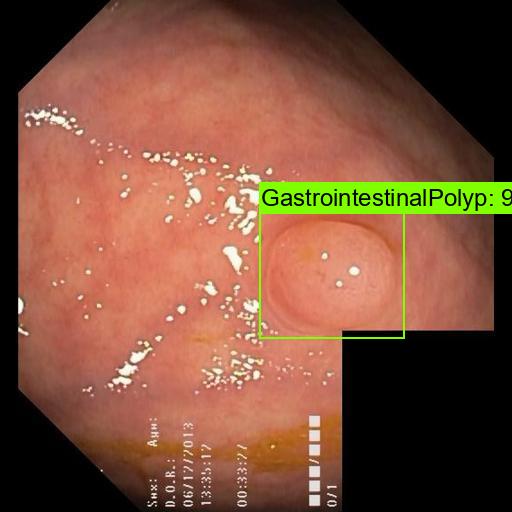 GastrointestinalPolyp: 9
Sex: Age:
D.O.B.:
06/17/2013
13:35:17
00:33:27
0/1